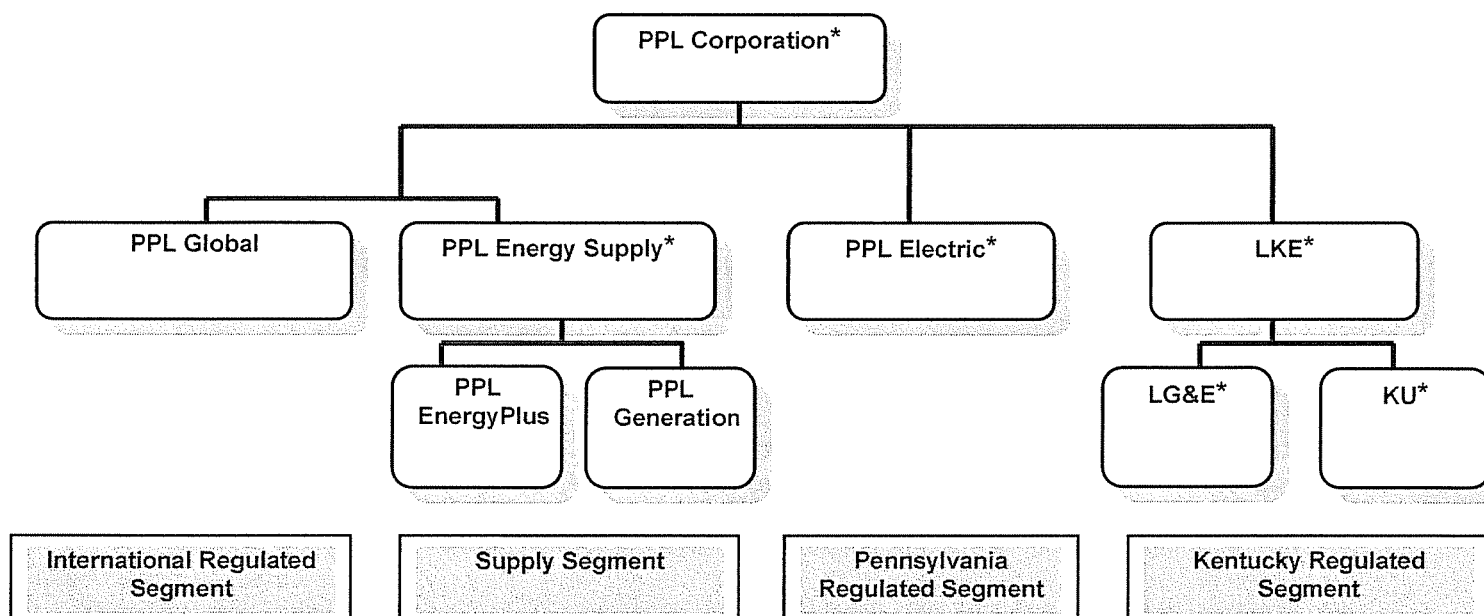 PPL Corporation*
PPL Global
PPL Energy Supply*
PPL Electric*
LKE*
PPL
EnergyPlus
PPL
Generation
LG&E*
KU*
International Regulated
Segment
Supply Segment
Pennsylvania
Regulated Segment
Kentucky Regulated
Segment